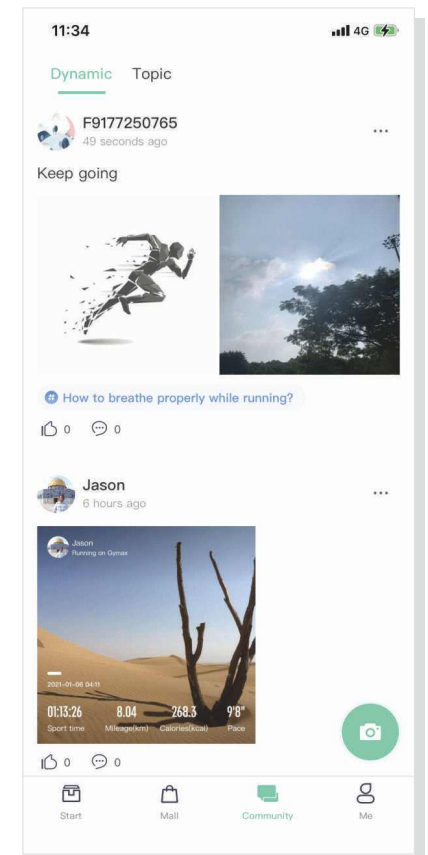 11:34
4G
Dynamic Topic
F9177250765
49 seconds ago
Keep going
# How to breathe properly while running?
0 0
Jason
6 hours ago
Jason
Running on Gymax
2021-01-06 04:11
01:13:26 8.04 268.3 9'8"
Sport time Mileage(km) Calories(kcal) Pace
0 0
Start Mall Community Me